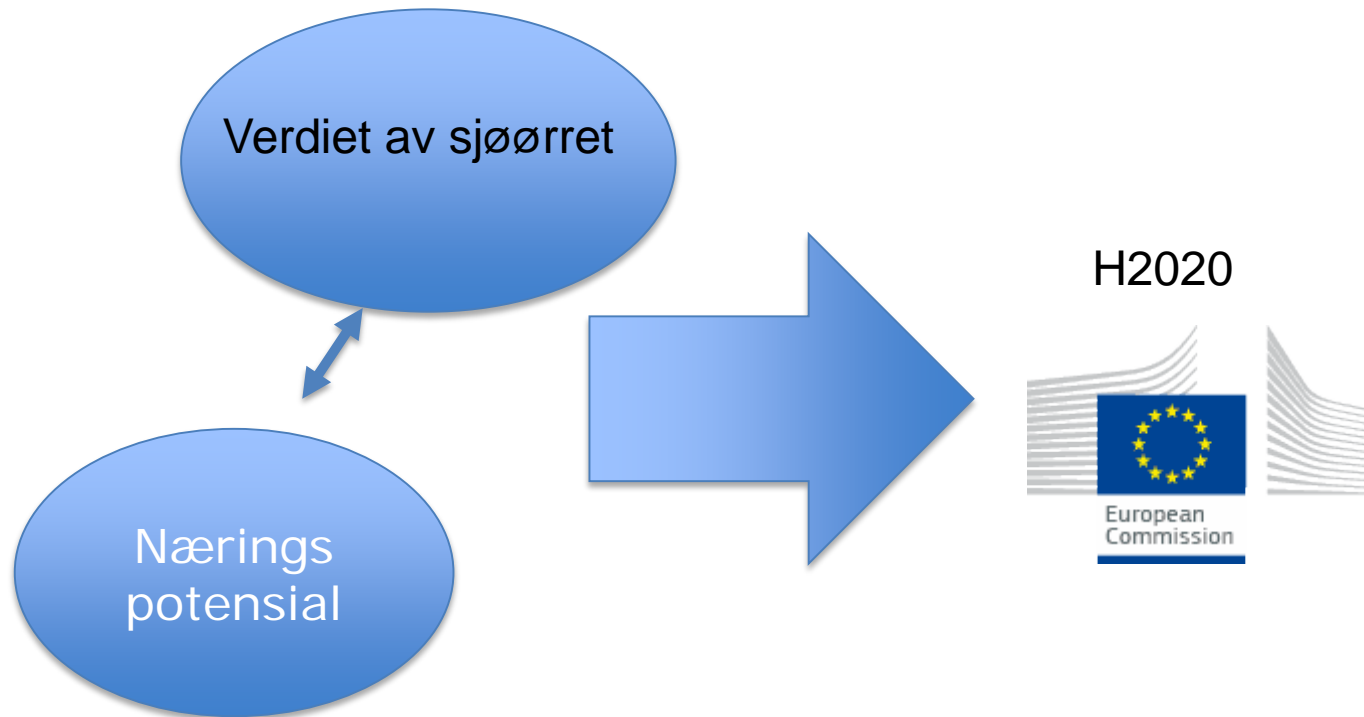 Verdiet av sjøørret
H2020
European
Commission
Nærings
potensial